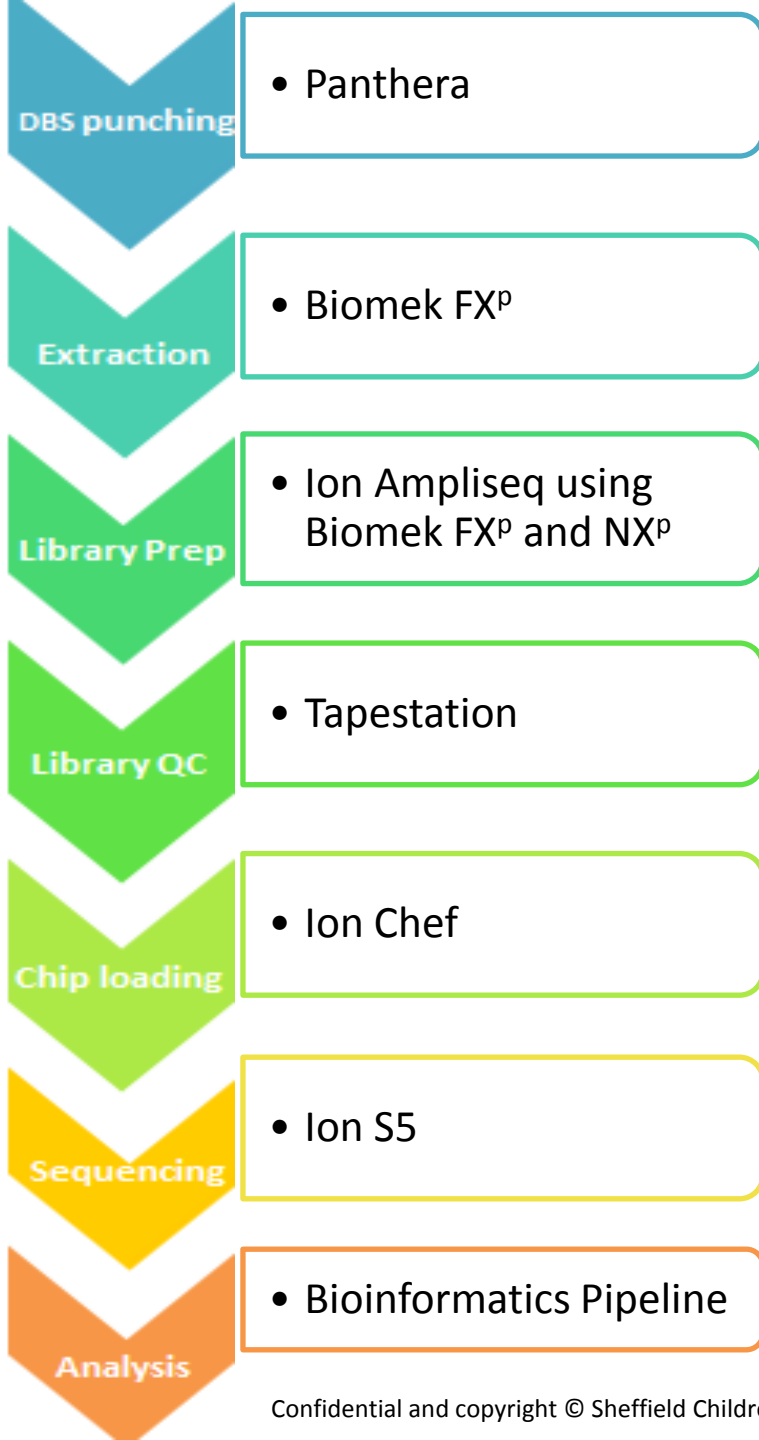 DBS punching
• Panthera
Extraction
• Biomek FXᵖ
Library Prep
• Ion Ampliseq using
Biomek FXᵖ and NXᵖ
Library QC
• Tapestation
Chip loading
• Ion Chef
Sequencing
• Ion S5
Analysis
• Bioinformatics Pipeline
Confidential and copyright © Sheffield Childre